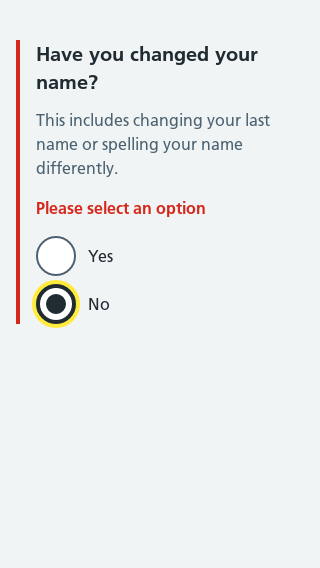 Have you changed your
name?
This includes changing your last
name or spelling your name
differently.
Please select an option
Yes
No